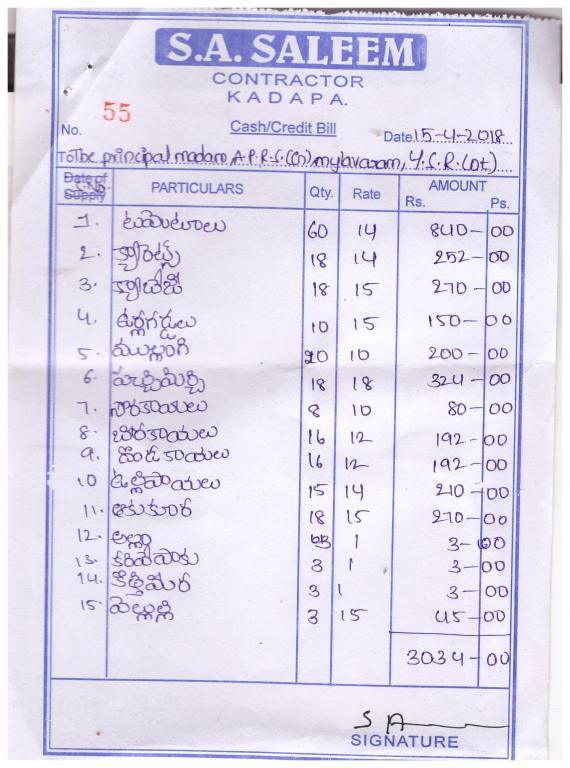 S.A. SALEEM
CONTRACTOR
KADAPA.
55
No.
Cash/Credit Bill
Date 15-4-2018
To The principal madam, A.P.R.S. (G) mylavaram, Y.S.R. (Dt)
Date of Supply S.No. PARTICULARS Qty. Rate AMOUNT Rs. Ps.
1. టమెటాలు 60 14 840-00
2. క్యారెట్స్ 18 14 252-00
3. క్యాబేజీ 18 15 270-00
4. ఉర్లగడ్డలు 10 15 150-00
5. ముల్లంగి 20 10 200-00
6. పచ్చిమిర్చి 18 18 324-00
7. సొరకాయలు 8 10 80-00
8. బీరకాయలు 16 12 192-00
9. దొండకాయలు 16 12 192-00
10 ఉల్లిపాయలు 15 14 210-00
11. ఆకుకూర 18 15 270-00
12. అల్లం 03 1 3-00
13. కరివేపాకు 3 1 3-00
14. కొత్తిమీర 3 1 3-00
15. వెల్లుల్లి 3 15 45-00
3034-00
S A
SIGNATURE